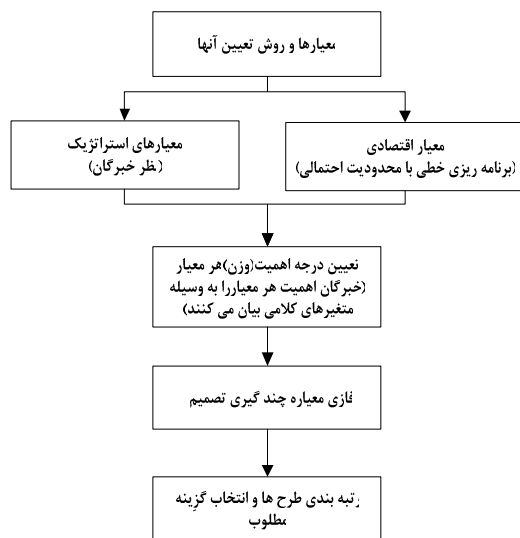 معیارها و روش تعیین آنها
معیارهای استراتژیک
(نظر خبرگان)
معیار اقتصادی
(برنامه ریزی خطی با محدودیت احتمالی)
تعیین درجه اهمیت(وزن)هر معیار
(خبرگان اهمیت هر معیاررا به وسیله
متغیرهای کلامی بیان می کنند)
فازی معیاره چند گیری تصمیم
رتبه بندی طرح ها و انتخاب گزینه
مطلوب